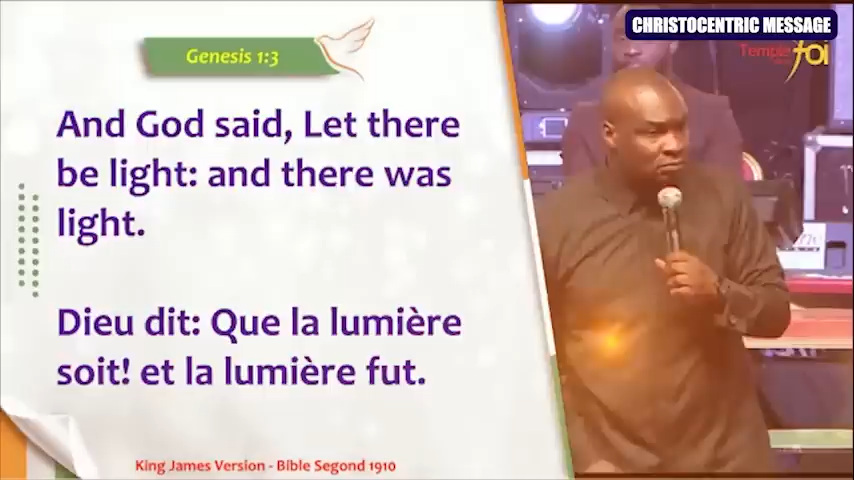 Genesis 1:3
And God said, Let there
be light: and there was
light.
Dieu dit: Que la lumière
soit! et la lumière fut.
King James Version - Bible Segond 1910
CHRISTOCENTRIC MESSAGE
Temple
foi